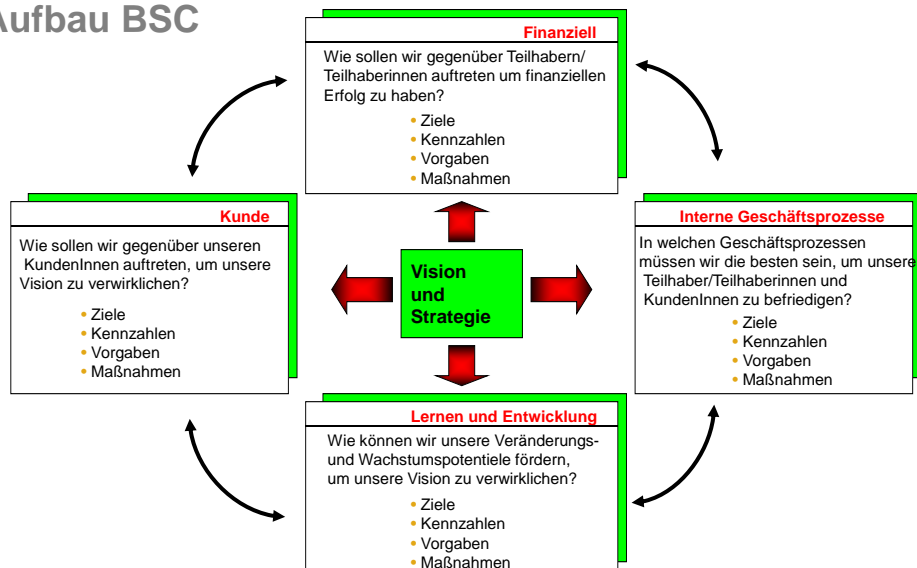 Aufbau BSC
Finanziell
Wie sollen wir gegenüber Teilhabern/
Teilhaberinnen auftreten um finanziellen
Erfolg zu haben?
• Ziele
• Kennzahlen
• Vorgaben
• Maßnahmen
Kunde
Wie sollen wir gegenüber unseren
KundenInnen auftreten, um unsere
Vision zu verwirklichen?
• Ziele
• Kennzahlen
• Vorgaben
• Maßnahmen
Vision
und
Strategie
Interne Geschäftsprozesse
In welchen Geschäftsprozessen
müssen wir die besten sein, um unsere
Teilhaber/Teilhaberinnen und
KundenInnen zu befriedigen?
• Ziele
• Kennzahlen
• Vorgaben
• Maßnahmen
Lernen und Entwicklung
Wie können wir unsere Veränderungs-
und Wachstumspotentiele fördern,
um unsere Vision zu verwirklichen?
• Ziele
• Kennzahlen
• Vorgaben
• Maßnahmen